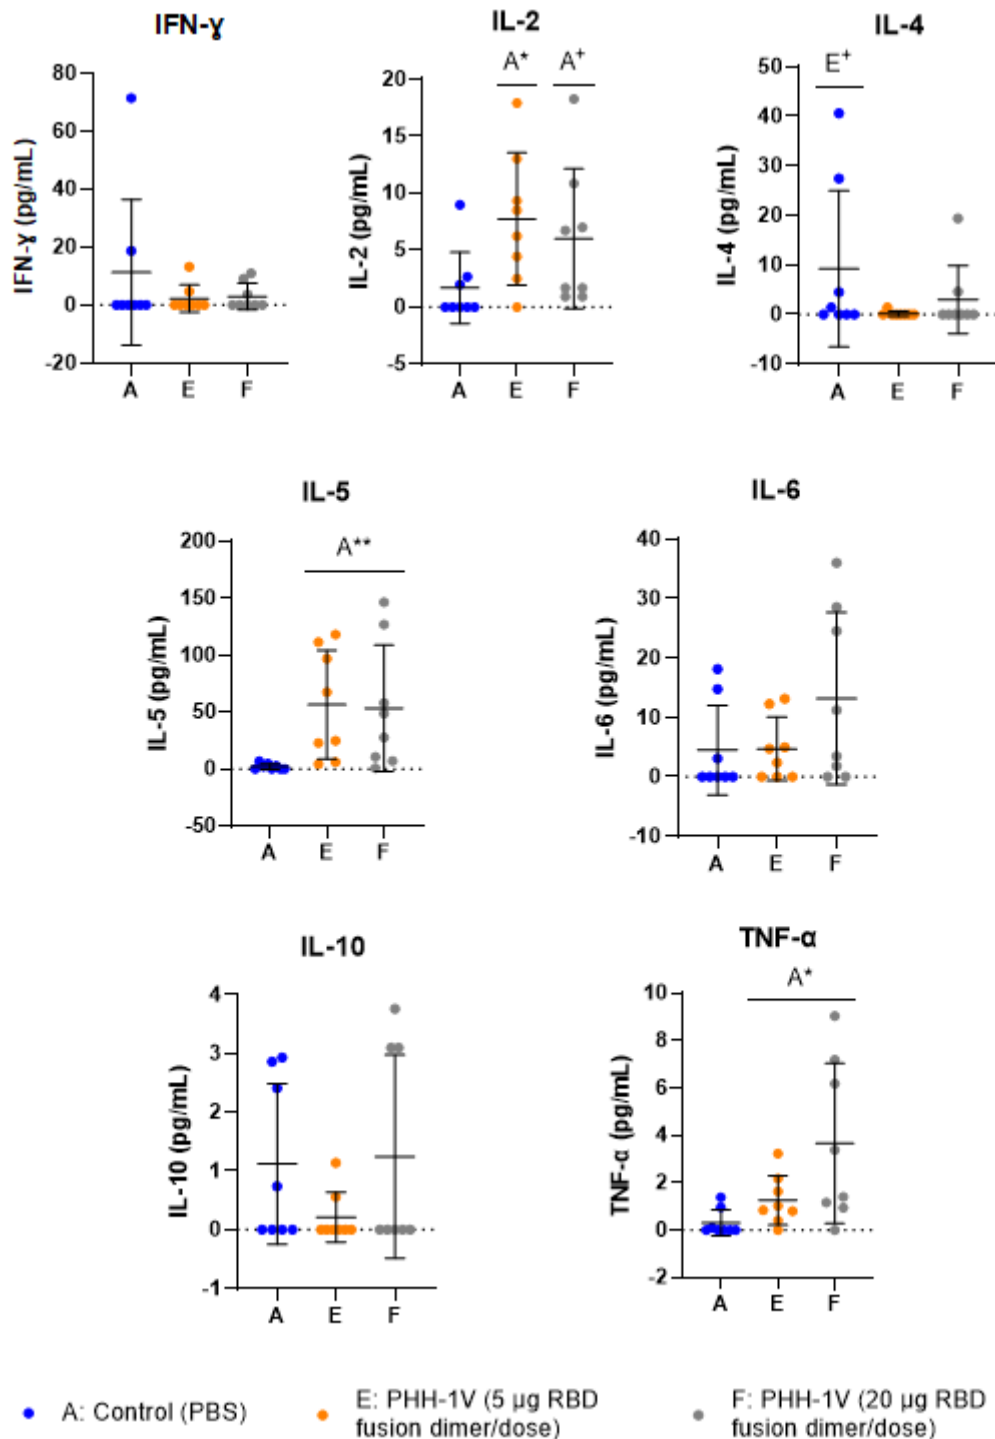 IFN-ɣ
IL-2
IL-4
A*
A⁺
E⁺
IFN-ɣ (pg/mL)
80
60
40
20
0
-20
A
E
F
IL-2 (pg/mL)
20
15
10
5
0
-5
A
E
F
IL-4 (pg/mL)
50
40
30
20
10
0
-10
A
E
F
IL-5
IL-6
A**
IL-5 (pg/mL)
200
150
100
50
0
-50
A
E
F
IL-6 (pg/mL)
40
30
20
10
0
-10
A
E
F
IL-10
TNF-α
A*
IL-10 (pg/mL)
4
3
2
1
0
-1
A
E
F
TNF-α (pg/mL)
10
8
6
4
2
0
-2
A
E
F
A: Control (PBS)
E: PHH-1V (5 µg RBD
fusion dimer/dose)
F: PHH-1V (20 µg RBD
fusion dimer/dose)